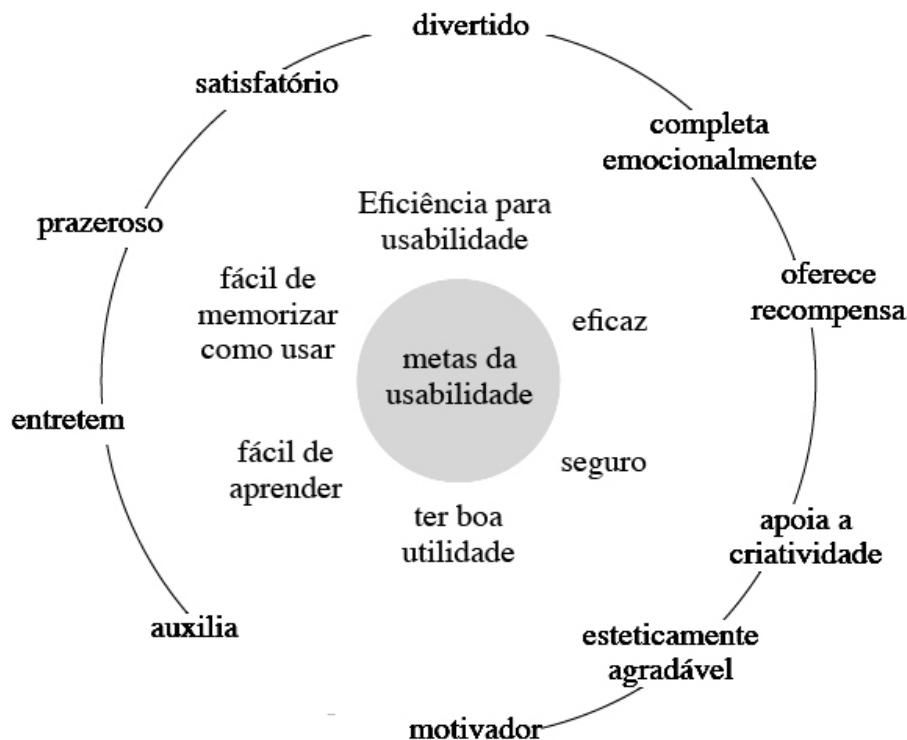 divertido
satisfatório
completa
emocionalmente
prazeroso
Eficiência para
usabilidade
fácil de
memorizar
como usar
oferece
recompensa
eficaz
metas da
usabilidade
entretem
fácil de
aprender
seguro
ter boa
utilidade
apoia a
criatividade
auxilia
esteticamente
agradável
motivador